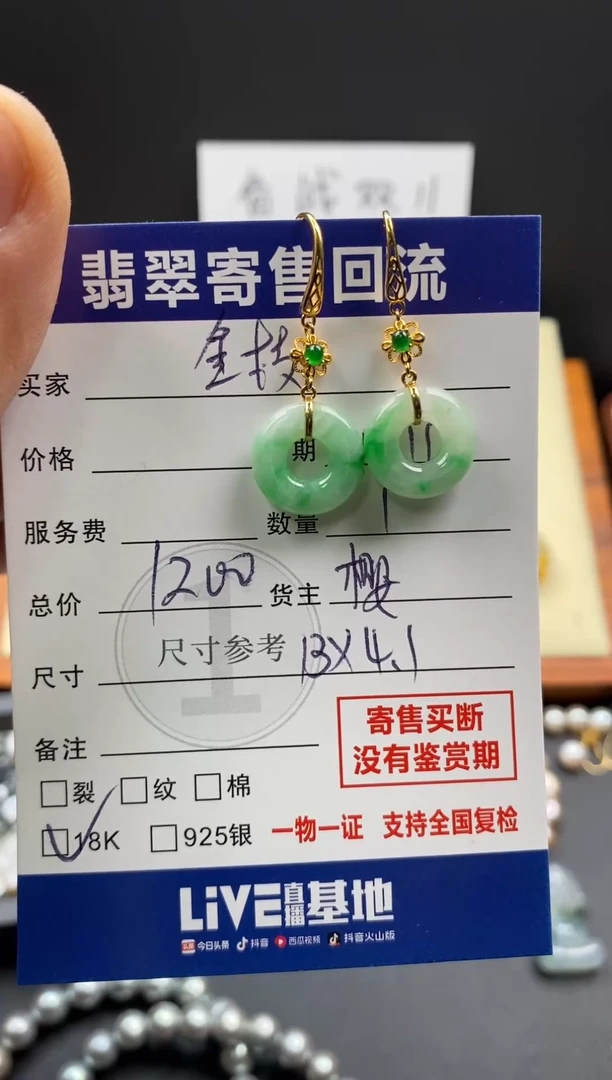 翡翠寄售回流
买家 金枝
价格 期 11
服务费 数量 1
总价 1200 货主 樱
尺寸参考
尺寸 13X4.1
备注
寄售买断
没有鉴赏期
裂 纹 棉
18K 925银
一物一证 支持全国复检
LiVE直播基地
头条 今日头条 抖音 西瓜视频 抖音火山版